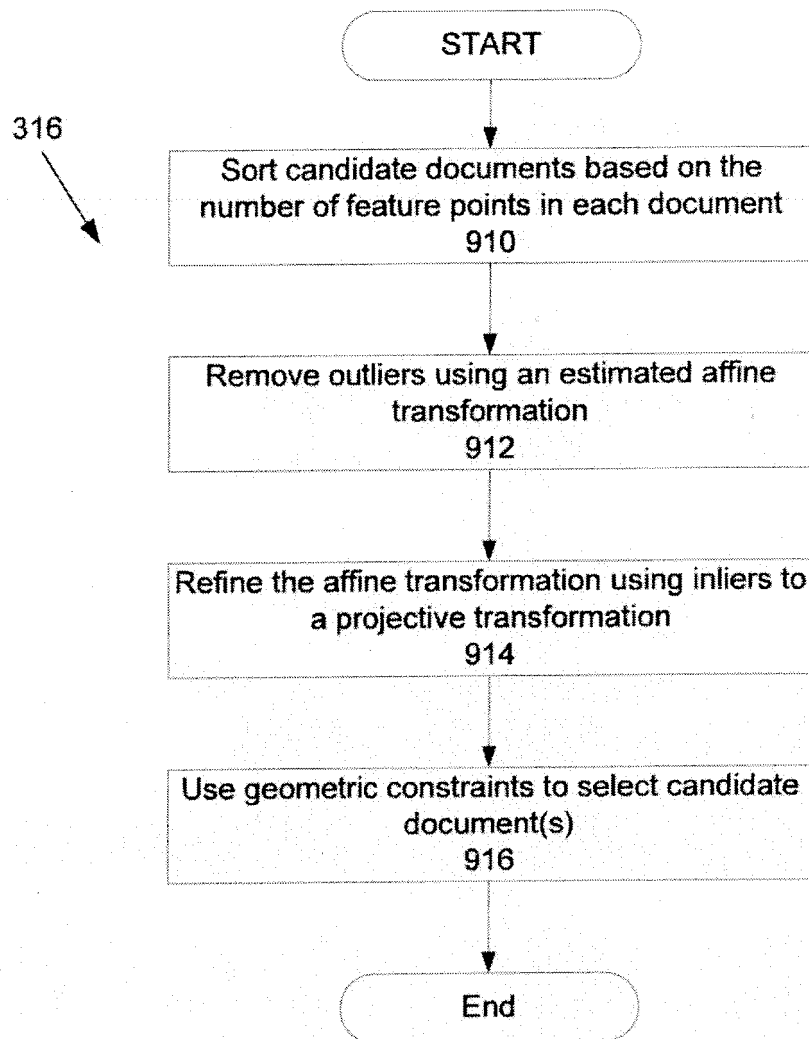 START
316
Sort candidate documents based on the
number of feature points in each document
910
Remove outliers using an estimated affine
transformation
912
Refine the affine transformation using inliers to
a projective transformation
914
Use geometric constraints to select candidate
document(s)
916
End